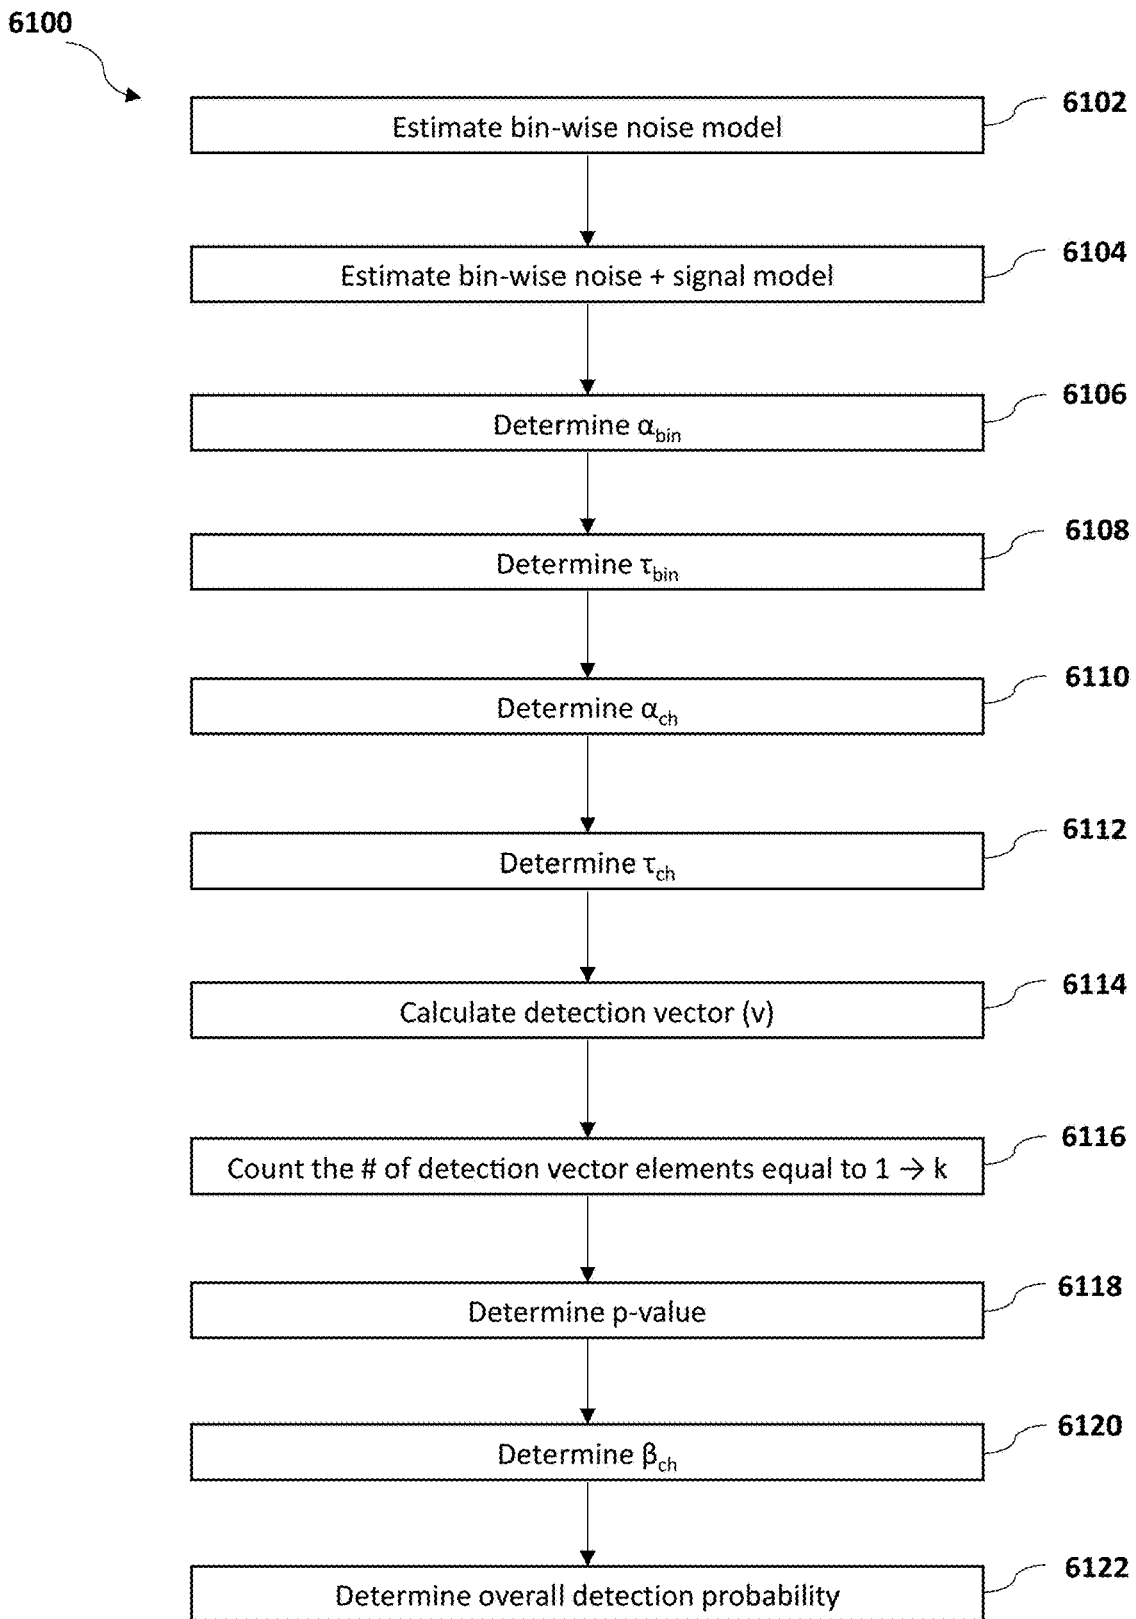 6100
6102
Estimate bin-wise noise model
6104
Estimate bin-wise noise + signal model
6106
Determine α_bin
6108
Determine τ_bin
6110
Determine α_ch
6112
Determine τ_ch
6114
Calculate detection vector (v)
6116
Count the # of detection vector elements equal to 1 → k
6118
Determine p-value
6120
Determine β_ch
6122
Determine overall detection probability